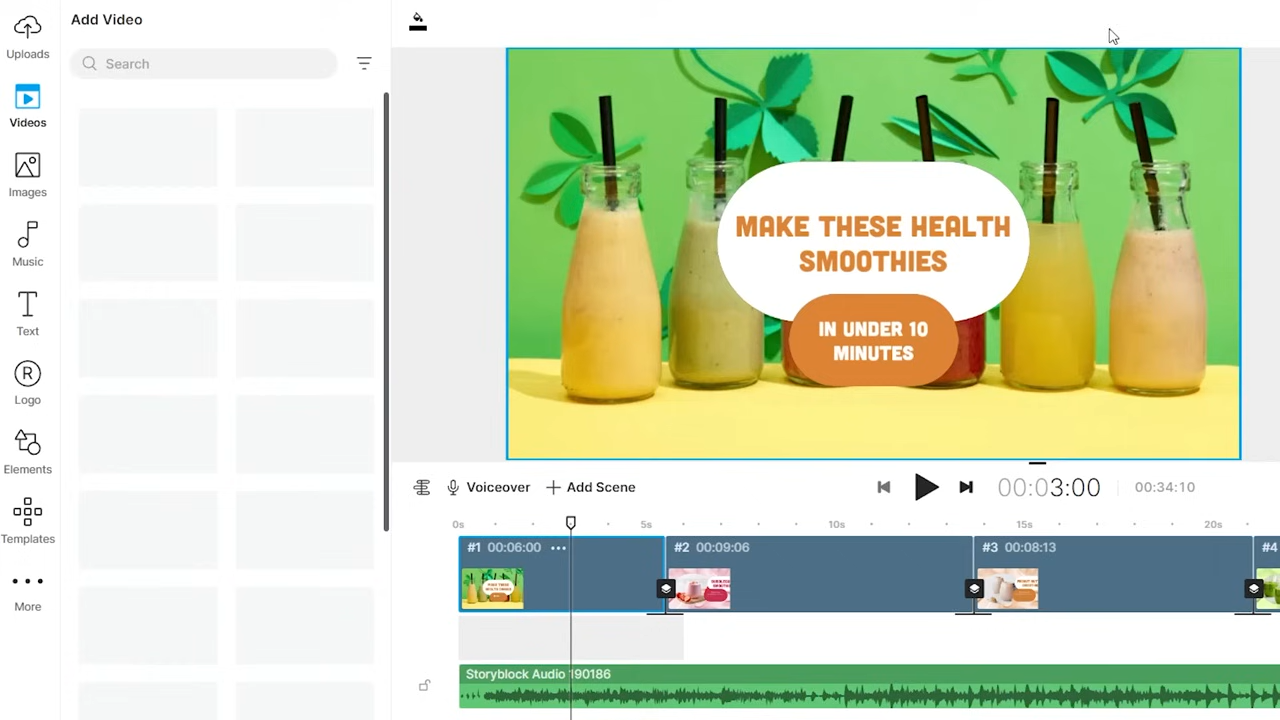 Add Video
Search
Uploads
Videos
Images
Music
Text
R
Logo
Elements
Templates
More
MAKE THESE HEALTH
SMOOTHIES
IN UNDER 10
MINUTES
Voiceover
Add Scene
00:03:00
00:34:10
0s 5s 10s 15s 20s
#1 00:06:00
#2 00:09:06
#3 00:08:13
#4
Storyblock Audio 190186